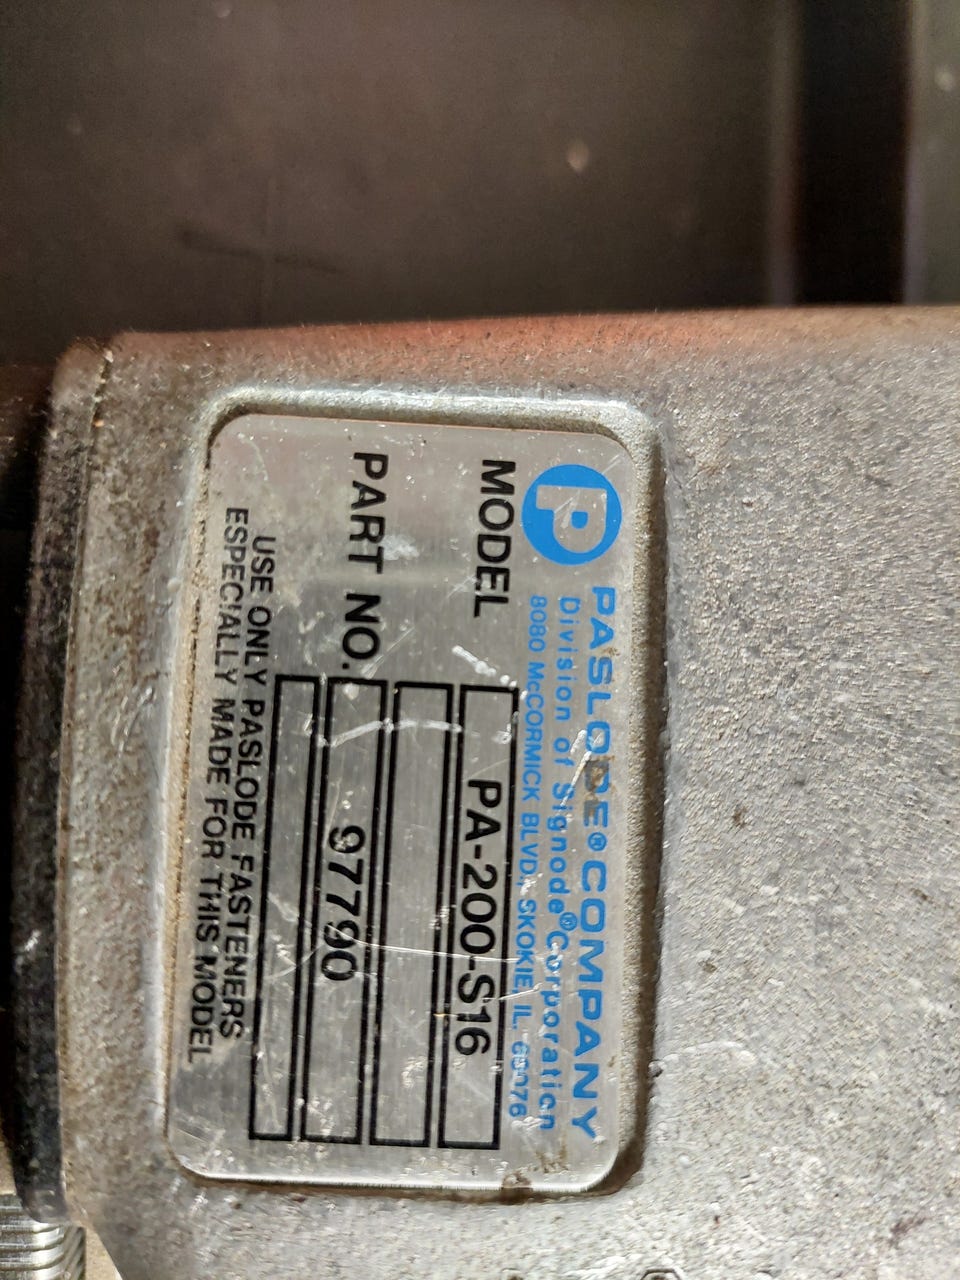 P PASLODE® COMPANY
Division of Signode® Corporation
8080 McCORMICK BLVD., SKOKIE, IL. 60076
MODEL PA-200-S16
PART NO. 97790
USE ONLY PASLODE FASTENERS
ESPECIALLY MADE FOR THIS MODEL